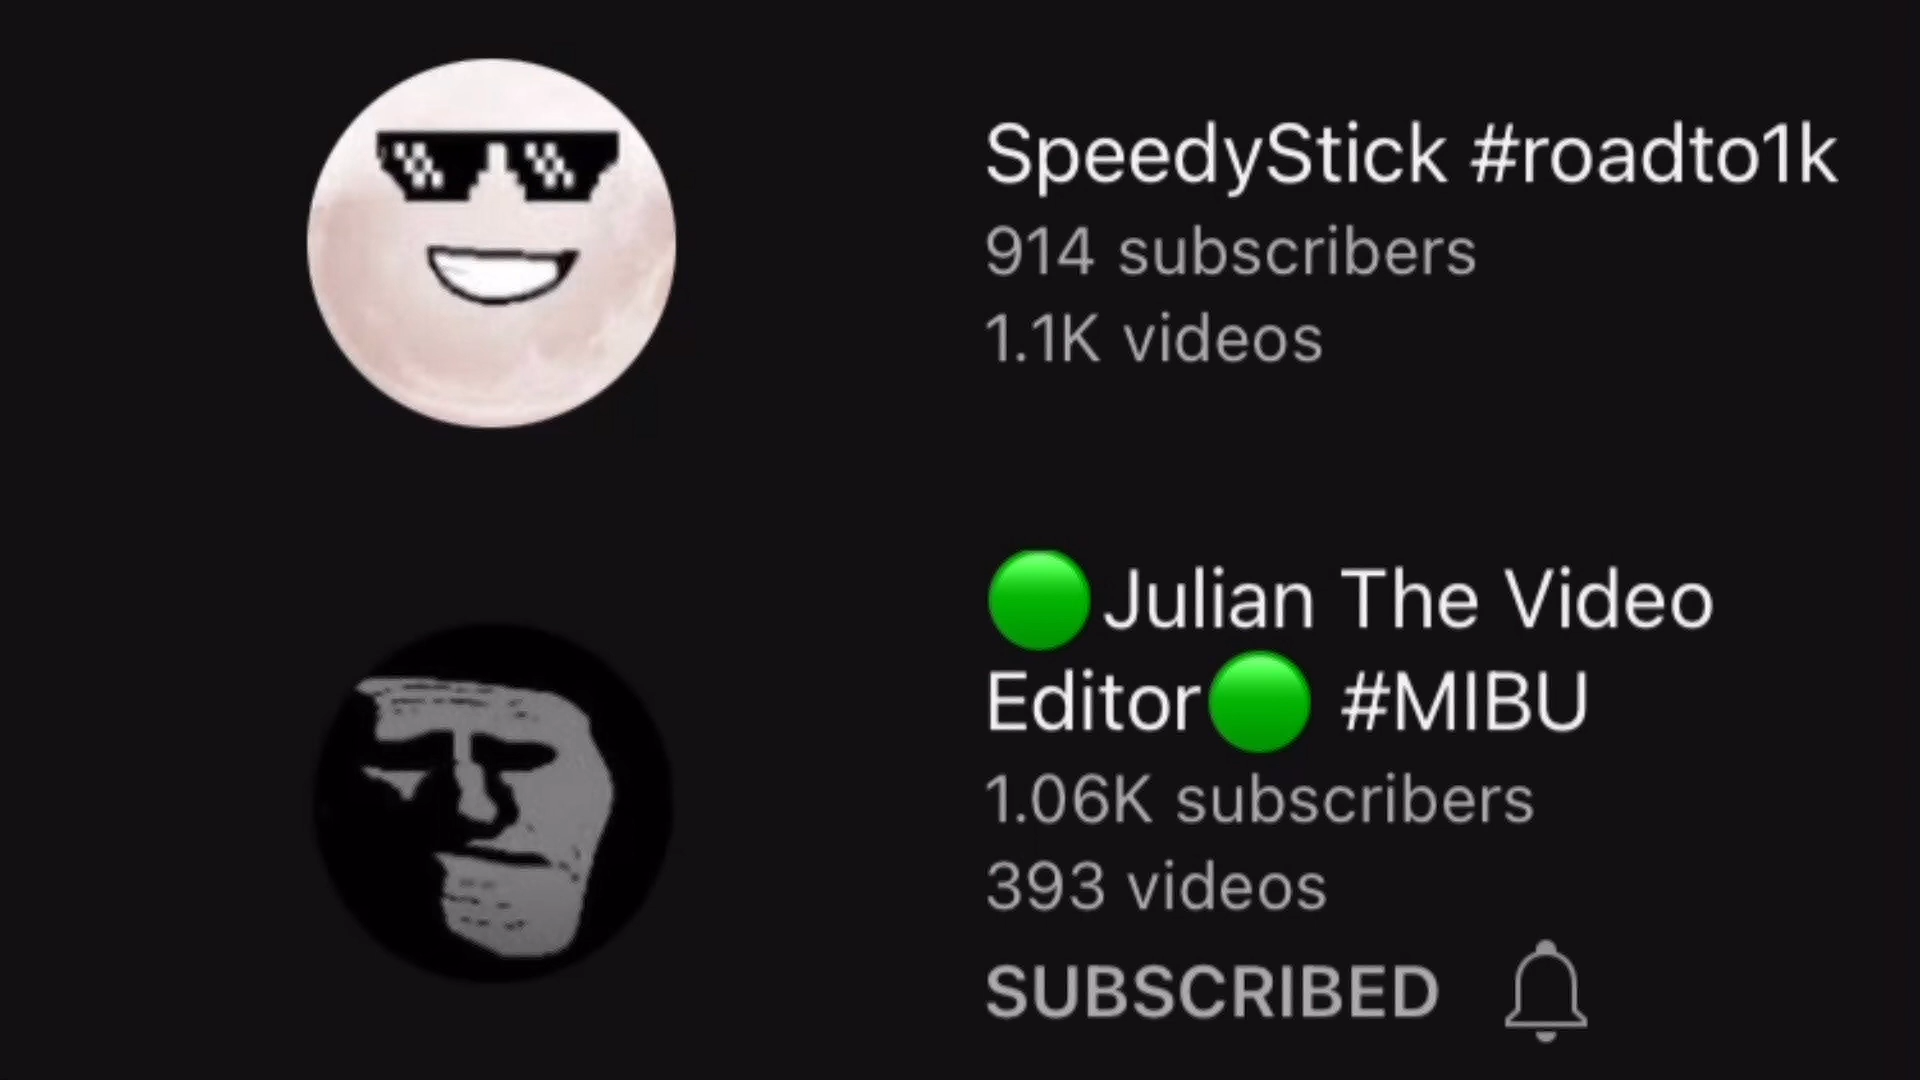 SpeedyStick #roadto1k
914 subscribers
1.1K videos
🟢Julian The Video
Editor🟢 #MIBU
1.06K subscribers
393 videos
SUBSCRIBED